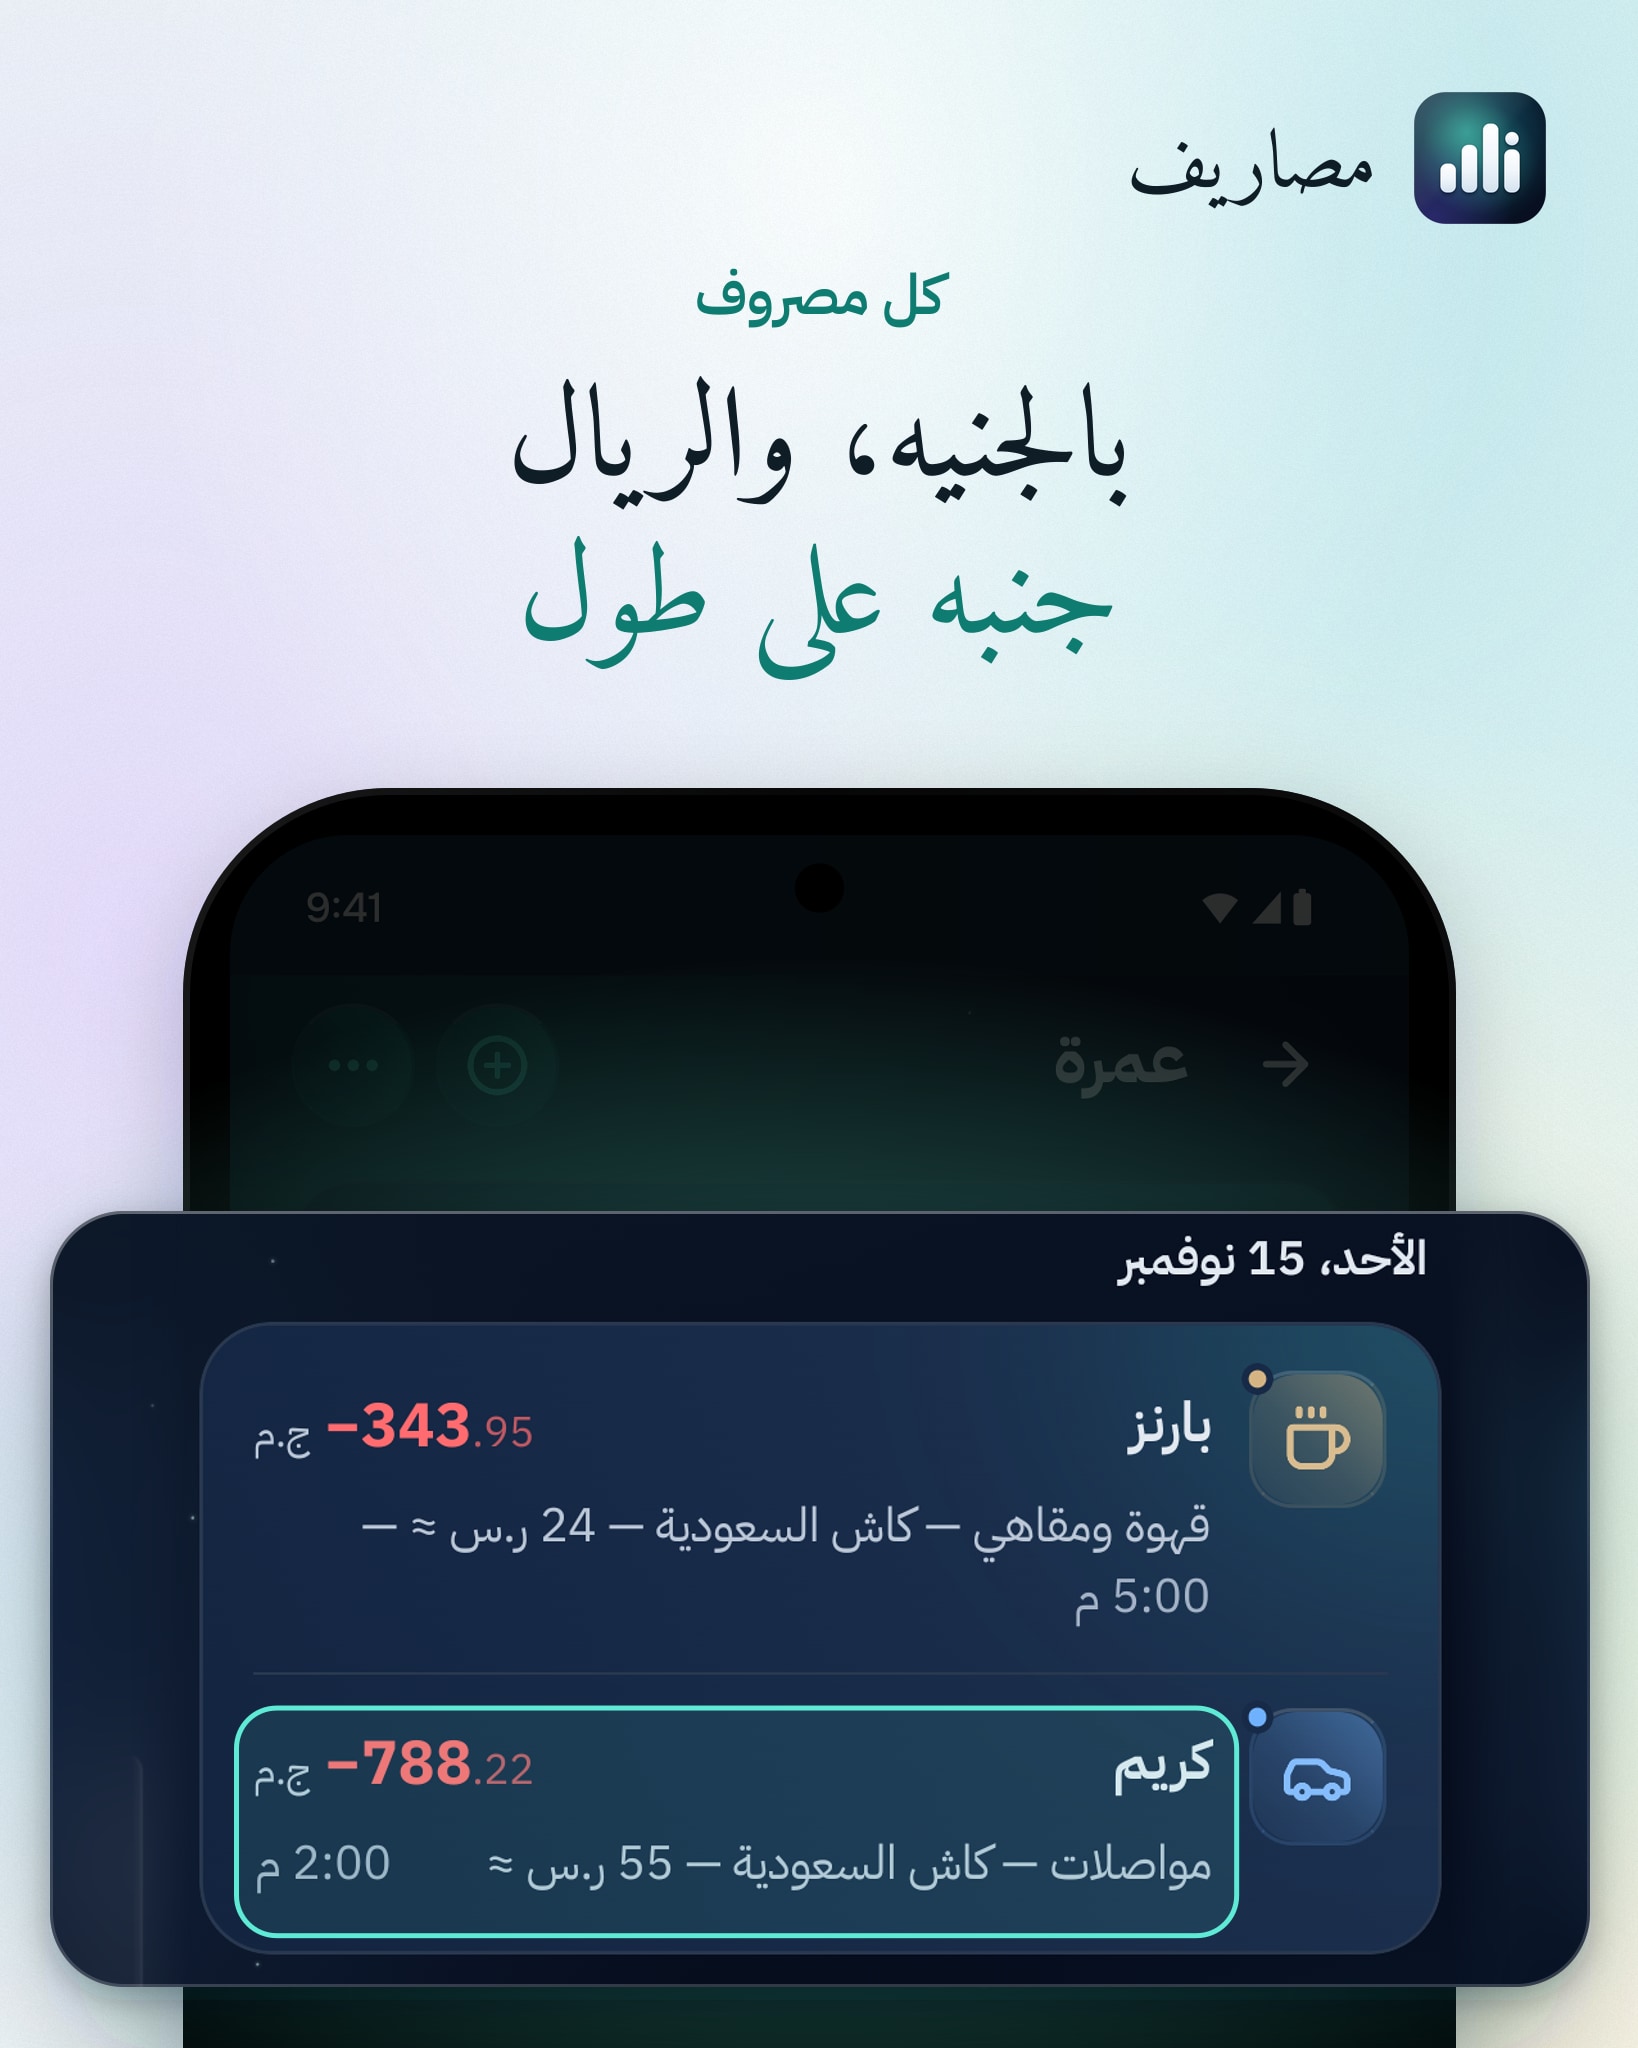 مصاريف
كل مصروف
بالجنيه، والريال
جنبه على طول
9:41
عمرة
الأحد، 15 نوفمبر
بارنز
−343.95 ج.م
قهوة ومقاهي — كاش السعودية — 24 ر.س ≈ —
5:00 م
كريم
−788.22 ج.م
مواصلات — كاش السعودية — 55 ر.س ≈
2:00 م